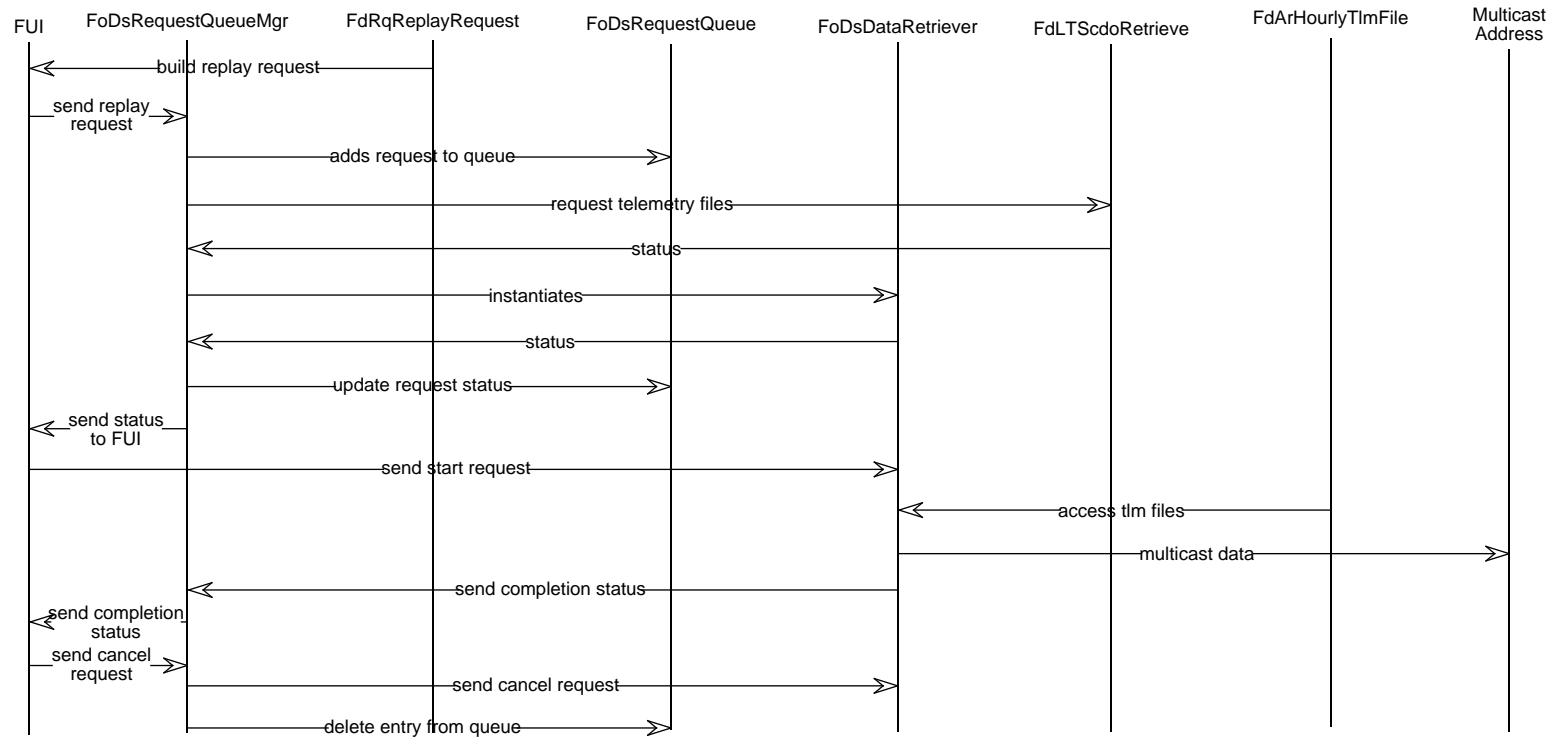 FUI
FoDsRequestQueueMgr
FdRqReplayRequest
FoDsRequestQueue
FoDsDataRetriever
FdLTScdoRetrieve
FdArHourlyTlmFile
Multicast
Address
build replay request
send replay
request
adds request to queue
request telemetry files
status
instantiates
status
update request status
send status
to FUI
send start request
access tlm files
multicast data
send completion status
send completion
status
send cancel
request
send cancel request
delete entry from queue